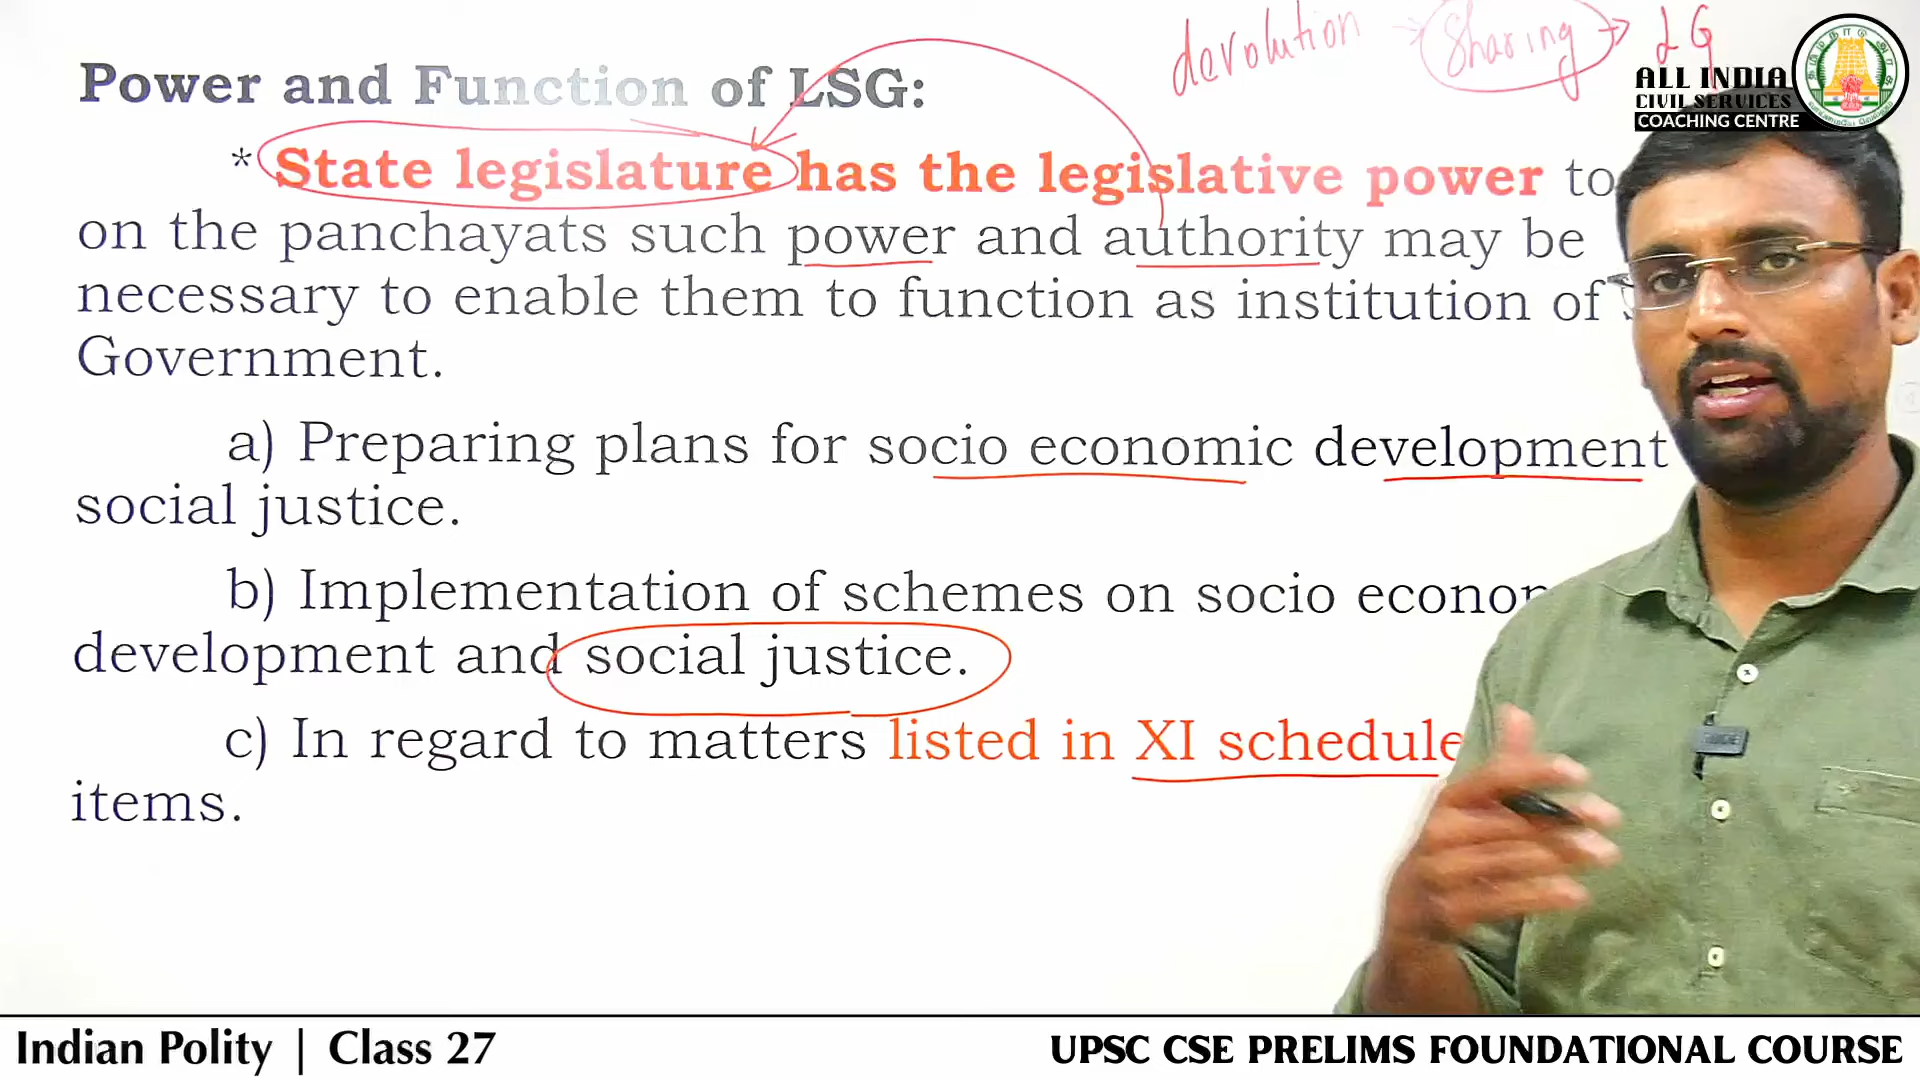 devolution → Sharing → LG
ALL INDIA
CIVIL SERVICES
COACHING CENTRE
Power and Function of LSG:
* State legislature has the legislative power to
on the panchayats such power and authority may be
necessary to enable them to function as institution of
Government.
a) Preparing plans for socio economic development
social justice.
b) Implementation of schemes on socio econom
development and social justice.
c) In regard to matters listed in XI schedule
items.
Indian Polity | Class 27
UPSC CSE PRELIMS FOUNDATIONAL COURSE